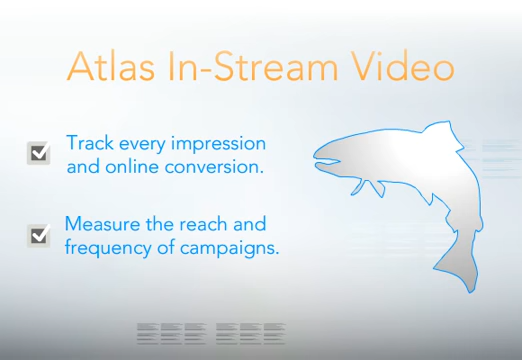 Atlas In-Stream Video
Track every impression
and online conversion.
Measure the reach and
frequency of campaigns.